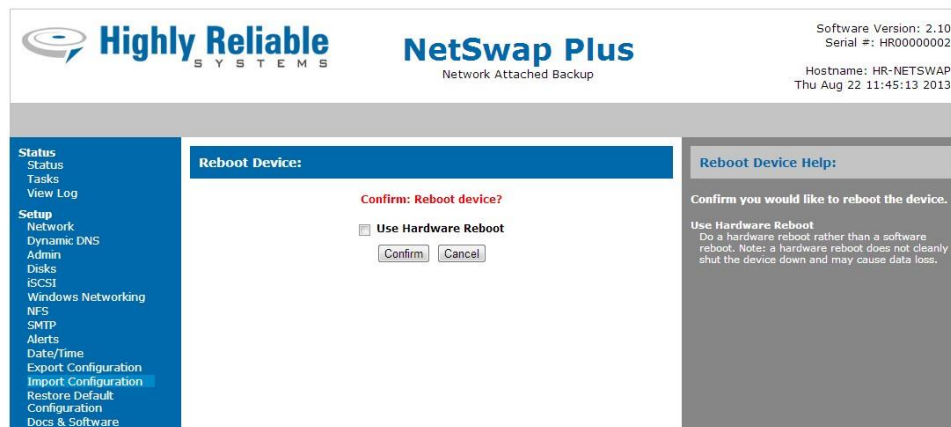 Highly Reliable
SYSTEMS
NetSwap Plus
Network Attached Backup
Software Version: 2.10
Serial #: HR00000002
Hostname: HR-NETSWAP
Thu Aug 22 11:45:13 2013
Status
Status
Tasks
View Log
Setup
Network
Dynamic DNS
Admin
Disks
iSCSI
Windows Networking
NFS
SMTP
Alerts
Date/Time
Export Configuration
Import Configuration
Restore Default
Configuration
Docs & Software
Reboot Device:
Confirm: Reboot device?
Use Hardware Reboot
Confirm Cancel
Reboot Device Help:
Confirm you would like to reboot the device.
Use Hardware Reboot
Do a hardware reboot rather than a software
reboot. Note: a hardware reboot does not cleanly
shut the device down and may cause data loss.